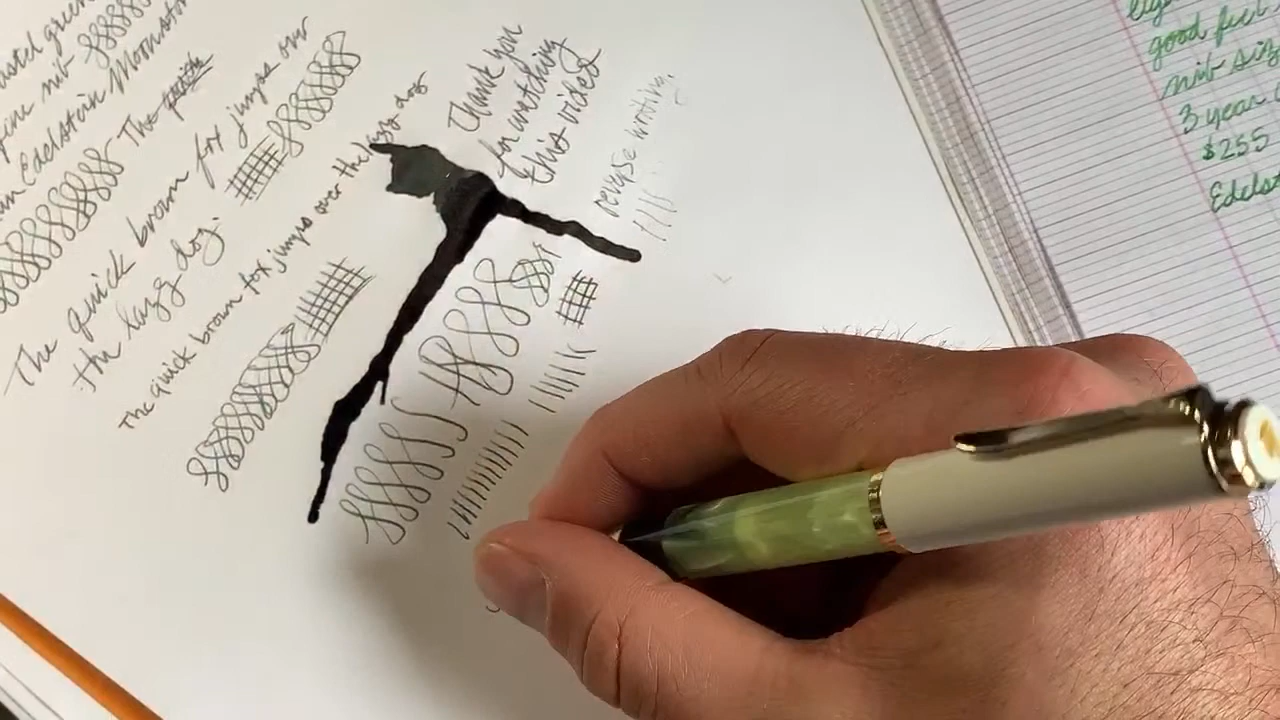 pastel green
fine nib
Edelstein Moonstone
The
The quick brown fox jumps over
the lazy dog.
The quick brown fox jumps over the lazy dog
Thank you
for watching
this video
reverse writing.
good feel
nib siz
3 year
$255
Edelst